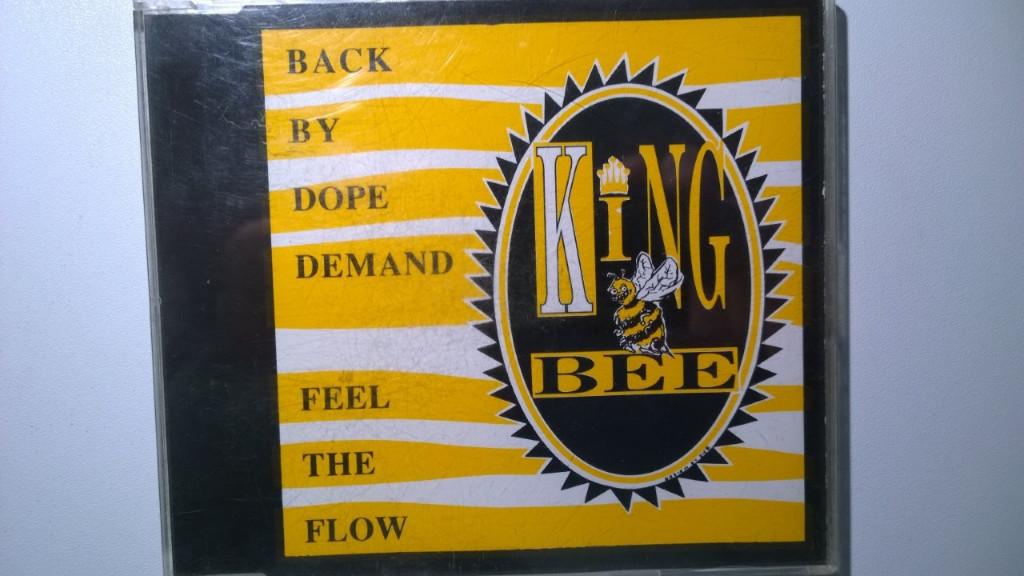 BACK
BY
DOPE
DEMAND
FEEL
THE
FLOW
KiNG
BEE